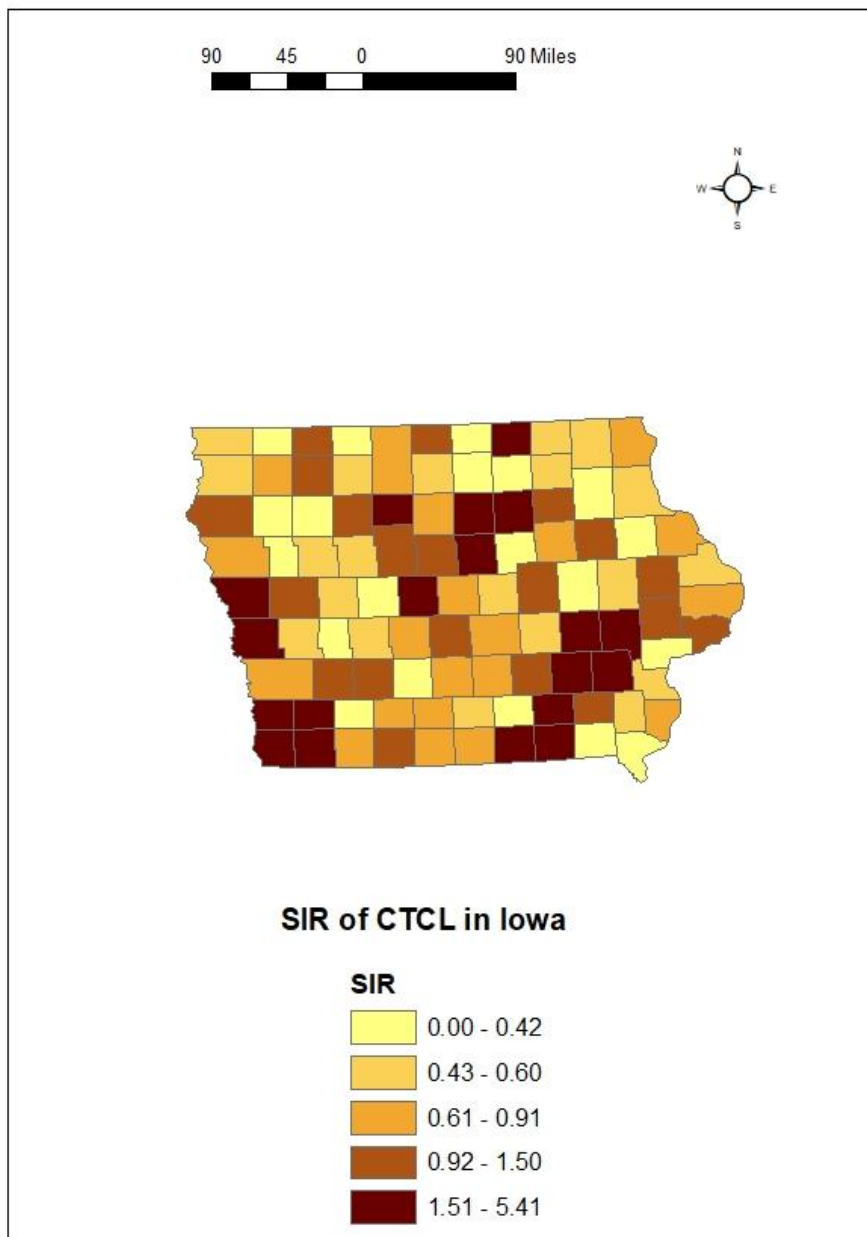 90 45 0 90 Miles
N
W E
S
SIR of CTCL in Iowa
SIR
0.00 - 0.42
0.43 - 0.60
0.61 - 0.91
0.92 - 1.50
1.51 - 5.41